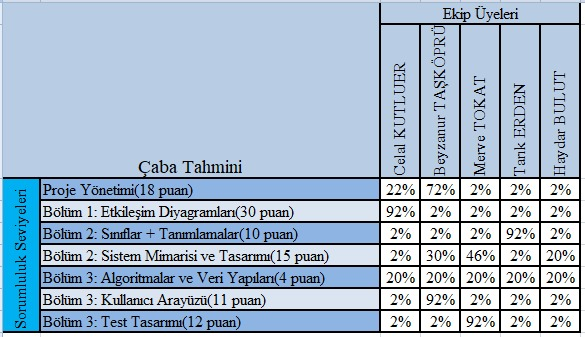 Ekip Üyeleri
Çaba Tahmini
Celal KUTLUER
Beyzanur TAŞKÖPRÜ
Merve TOKAT
Tarık ERDEN
Haydar BULUT
Sorumluluk Seviyeleri
Proje Yönetimi(18 puan) 22% 72% 2% 2% 2%
Bölüm 1: Etkileşim Diyagramları(30 puan) 92% 2% 2% 2% 2%
Bölüm 2: Sınıflar + Tanımlamalar(10 puan) 2% 2% 2% 92% 2%
Bölüm 2: Sistem Mimarisi ve Tasarımı(15 puan) 2% 30% 46% 2% 20%
Bölüm 3: Algoritmalar ve Veri Yapıları(4 puan) 20% 20% 20% 20% 20%
Bölüm 3: Kullanıcı Arayüzü(11 puan) 2% 92% 2% 2% 2%
Bölüm 3: Test Tasarımı(12 puan) 2% 2% 92% 2% 2%